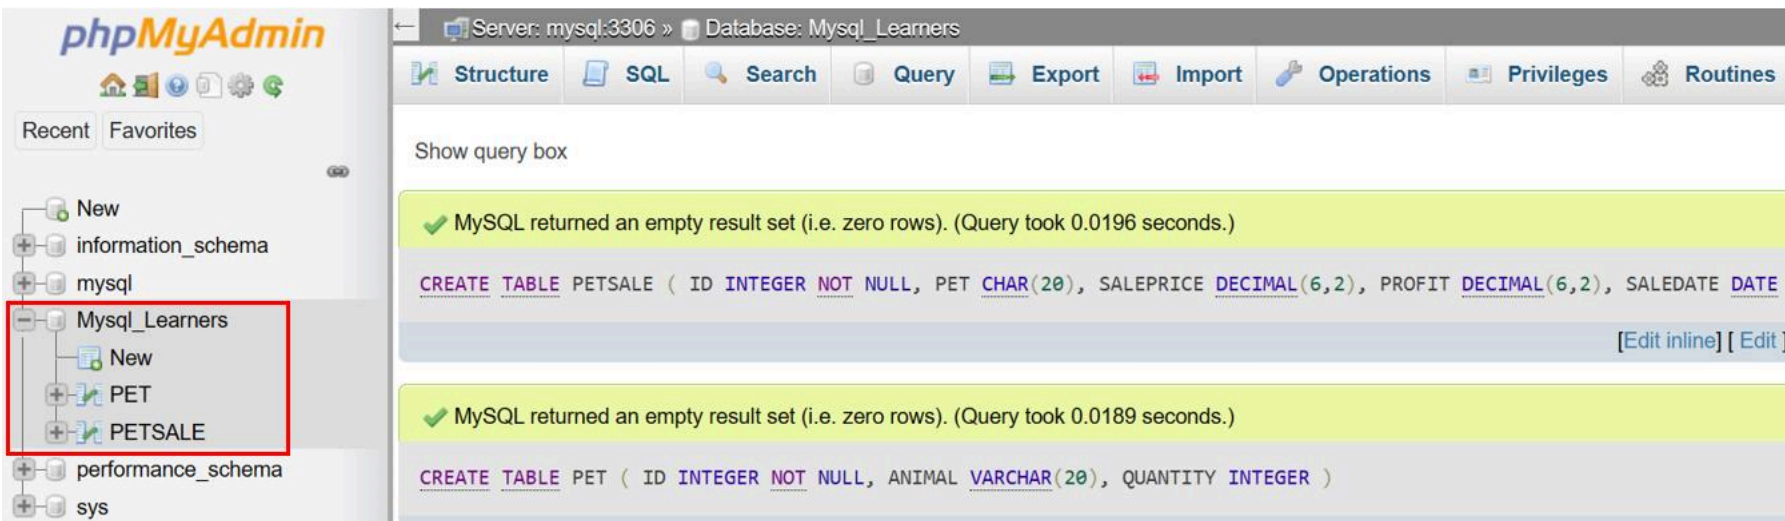 phpMyAdmin
Recent Favorites
New
information_schema
mysql
Mysql_Learners
New
PET
PETSALE
performance_schema
sys
← Server: mysql:3306 » Database: Mysql_Learners
Structure SQL Search Query Export Import Operations Privileges Routines
Show query box
MySQL returned an empty result set (i.e. zero rows). (Query took 0.0196 seconds.)
CREATE TABLE PETSALE ( ID INTEGER NOT NULL, PET CHAR(20), SALEPRICE DECIMAL(6,2), PROFIT DECIMAL(6,2), SALEDATE DATE
[Edit inline] [ Edit ]
MySQL returned an empty result set (i.e. zero rows). (Query took 0.0189 seconds.)
CREATE TABLE PET ( ID INTEGER NOT NULL, ANIMAL VARCHAR(20), QUANTITY INTEGER )